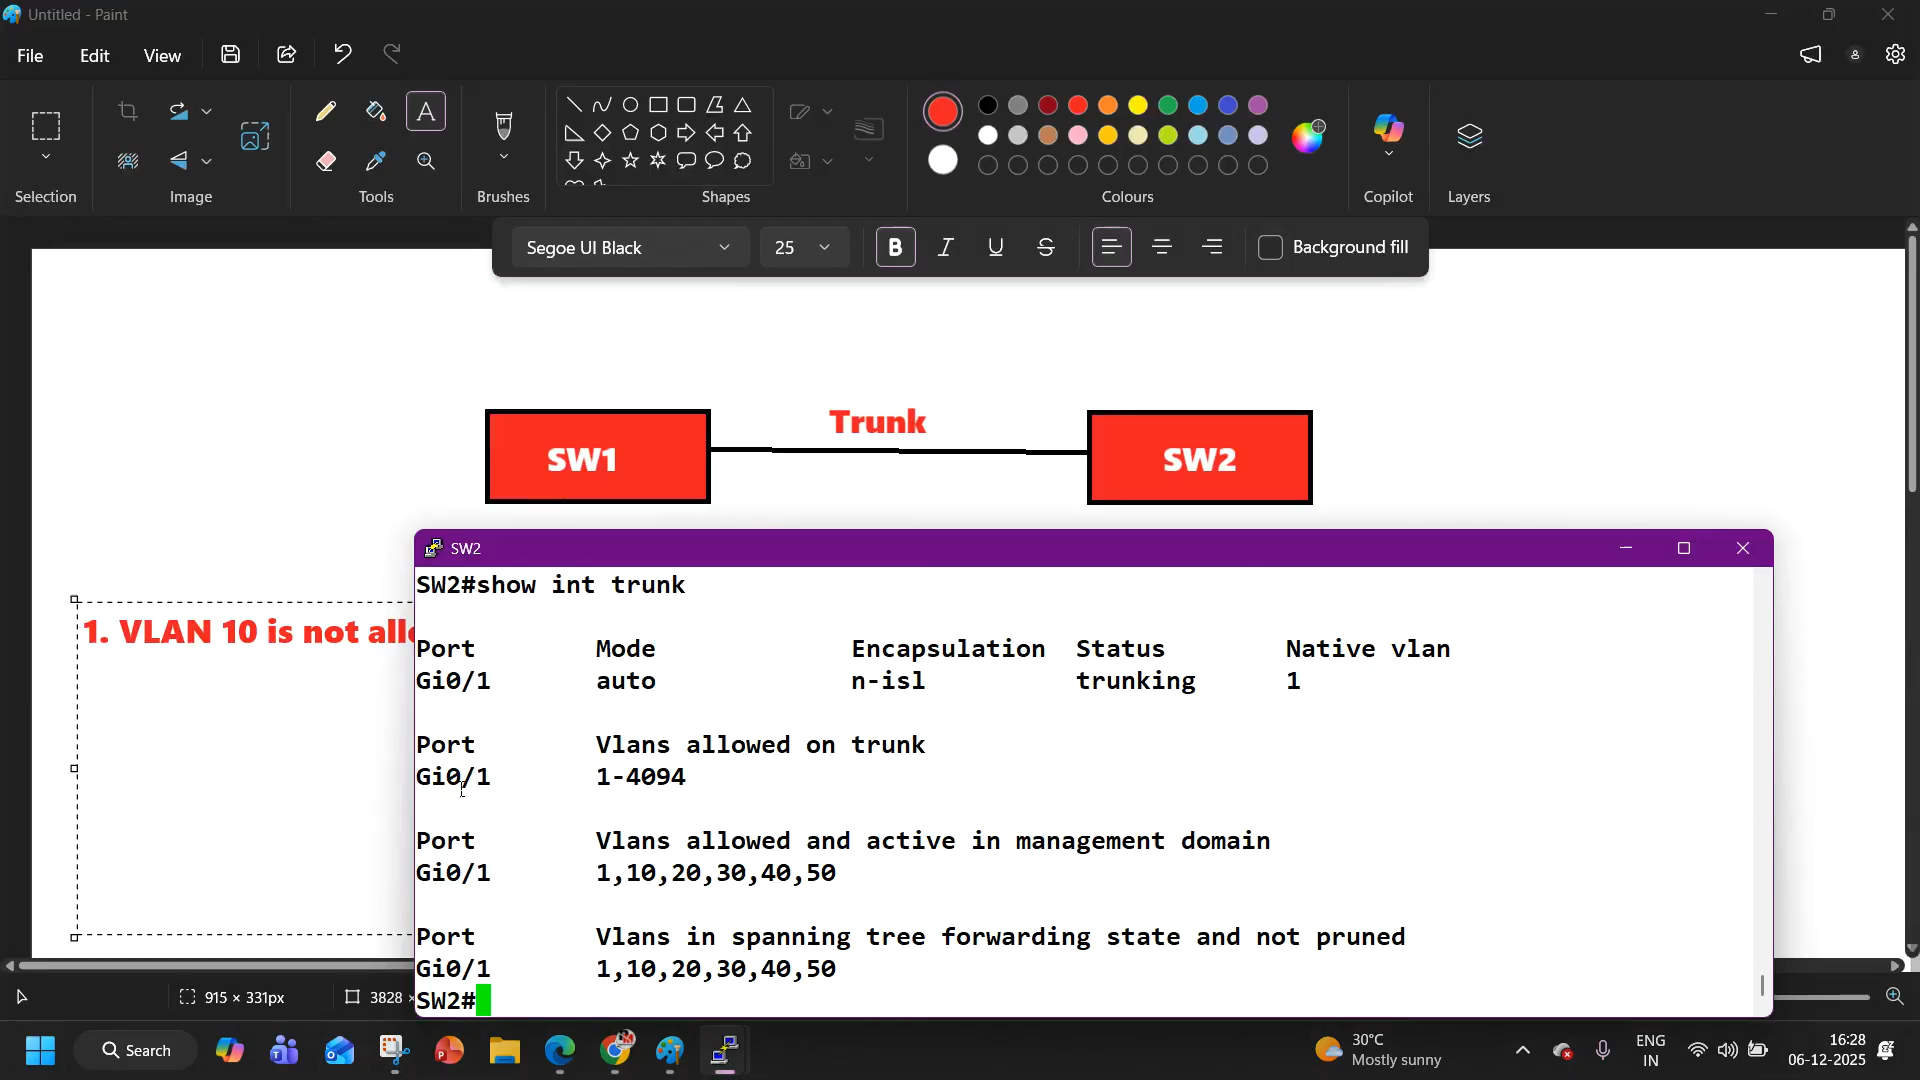 Untitled - Paint
File Edit View
Selection Image Tools Brushes Shapes Colours Copilot Layers
Segoe UI Black 25 B I U S Background fill
Trunk
SW1 SW2
SW2
1. VLAN 10 is not
SW2#show int trunk
Port Mode Encapsulation Status Native vlan
Gi0/1 auto n-isl trunking 1
Port Vlans allowed on trunk
Gi0/1 1-4094
Port Vlans allowed and active in management domain
Gi0/1 1,10,20,30,40,50
Port Vlans in spanning tree forwarding state and not pruned
Gi0/1 1,10,20,30,40,50
SW2#
915 × 331px 3828 ×
Search
30°C
Mostly sunny
ENG
IN
16:28
06-12-2025